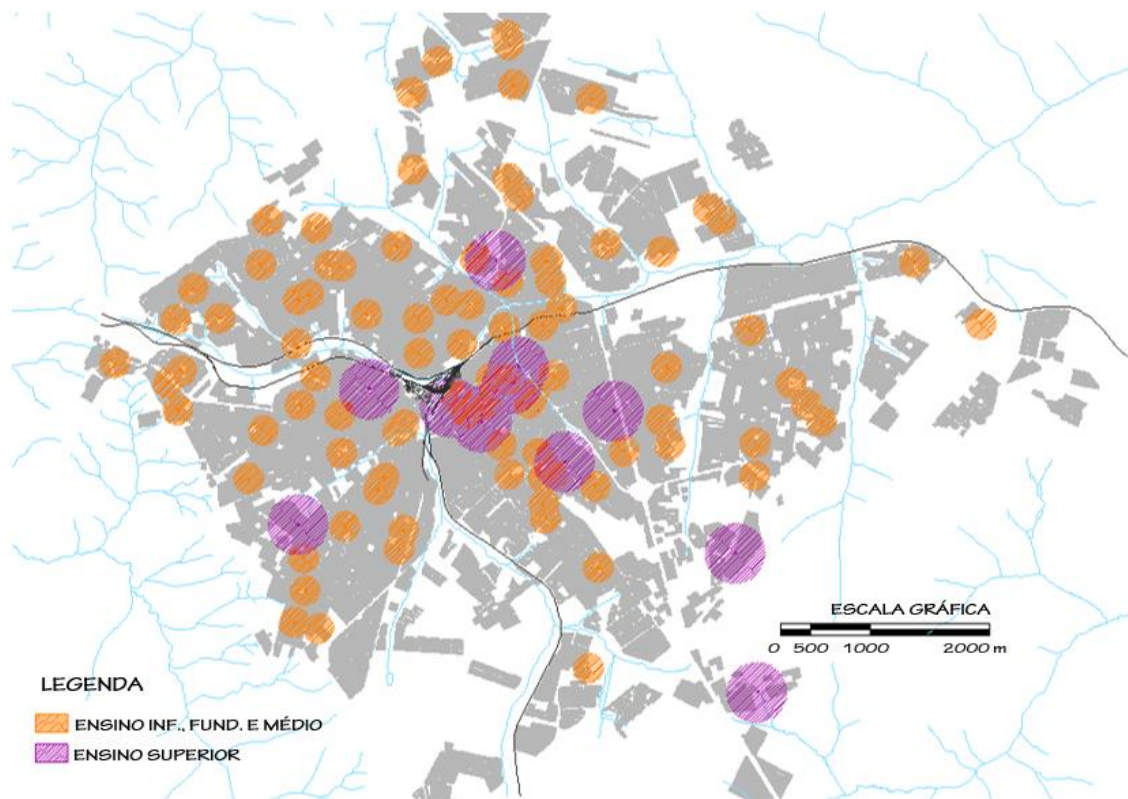 ESCALA GRÁFICA
0 500 1000 2000 m
LEGENDA
ENSINO INF., FUND. E MÉDIO
ENSINO SUPERIOR